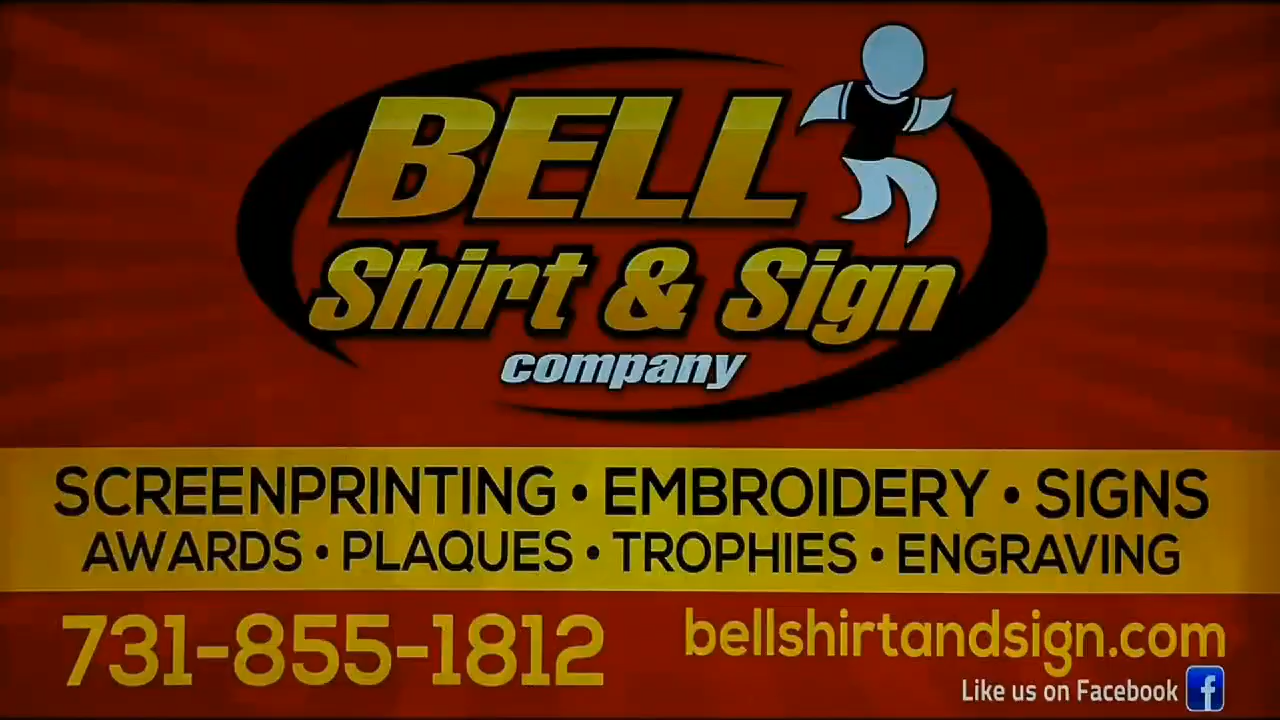 BELL
Shirt & Sign
company
SCREENPRINTING • EMBROIDERY • SIGNS
AWARDS • PLAQUES • TROPHIES • ENGRAVING
731-855-1812
bellshirtandsign.com
Like us on Facebook f